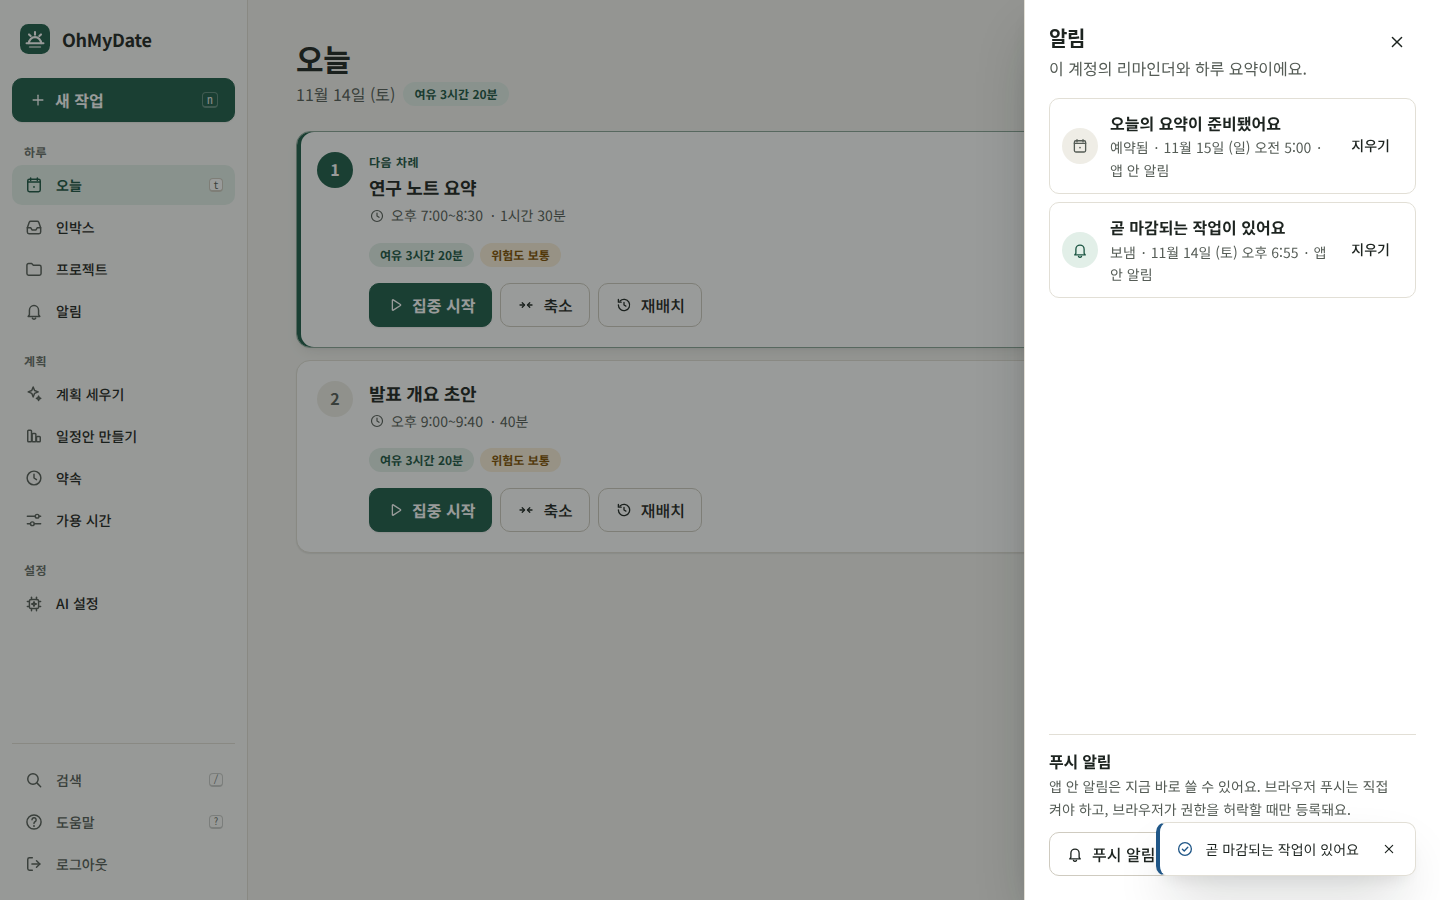 OhMyDate
새 작업 n
하루
오늘 t
인박스
프로젝트
알림
계획
계획 세우기
일정안 만들기
약속
가용 시간
설정
AI 설정
검색 /
도움말 ?
로그아웃
오늘
11월 14일 (토) 여유 3시간 20분
1
다음 차례
연구 노트 요약
오후 7:00~8:30 · 1시간 30분
여유 3시간 20분 위험도 보통
집중 시작 축소 재배치
2
발표 개요 초안
오후 9:00~9:40 · 40분
여유 3시간 20분 위험도 보통
집중 시작 축소 재배치
알림
이 계정의 리마인더와 하루 요약이에요.
오늘의 요약이 준비됐어요
예약됨 · 11월 15일 (일) 오전 5:00 ·
앱 안 알림
지우기
곧 마감되는 작업이 있어요
보냄 · 11월 14일 (토) 오후 6:55 · 앱
안 알림
지우기
푸시 알림
앱 안 알림은 지금 바로 쓸 수 있어요. 브라우저 푸시는 직접
켜야 하고, 브라우저가 권한을 허락할 때만 등록돼요.
푸시 알림
곧 마감되는 작업이 있어요